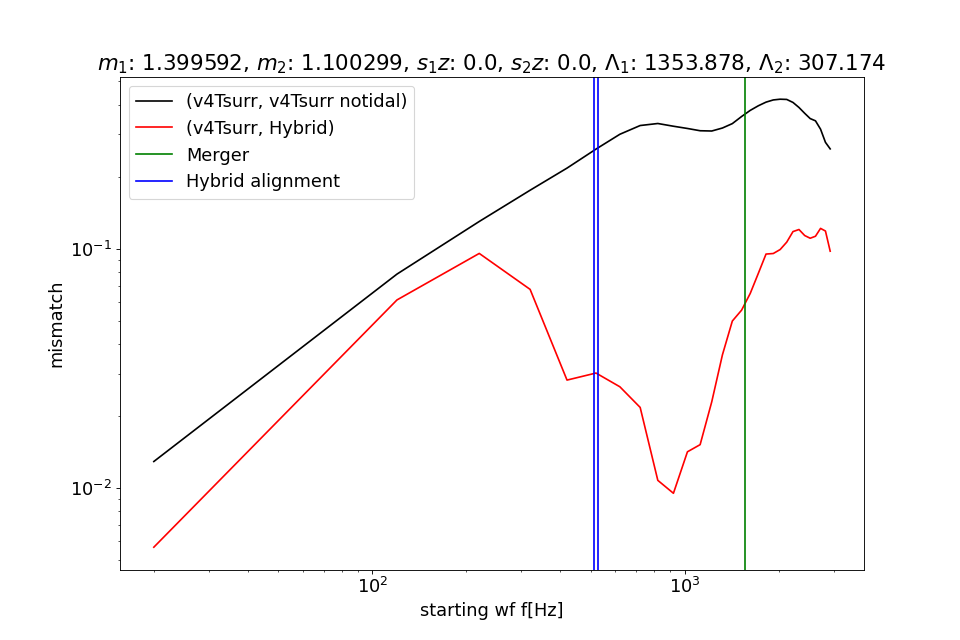 m₁: 1.399592, m₂: 1.100299, s₁z: 0.0, s₂z: 0.0, Λ₁: 1353.878, Λ₂: 307.174
(v4Tsurr, v4Tsurr notidal)
(v4Tsurr, Hybrid)
Merger
Hybrid alignment
10⁻¹
10⁻²
mismatch
10² 10³
starting wf f[Hz]